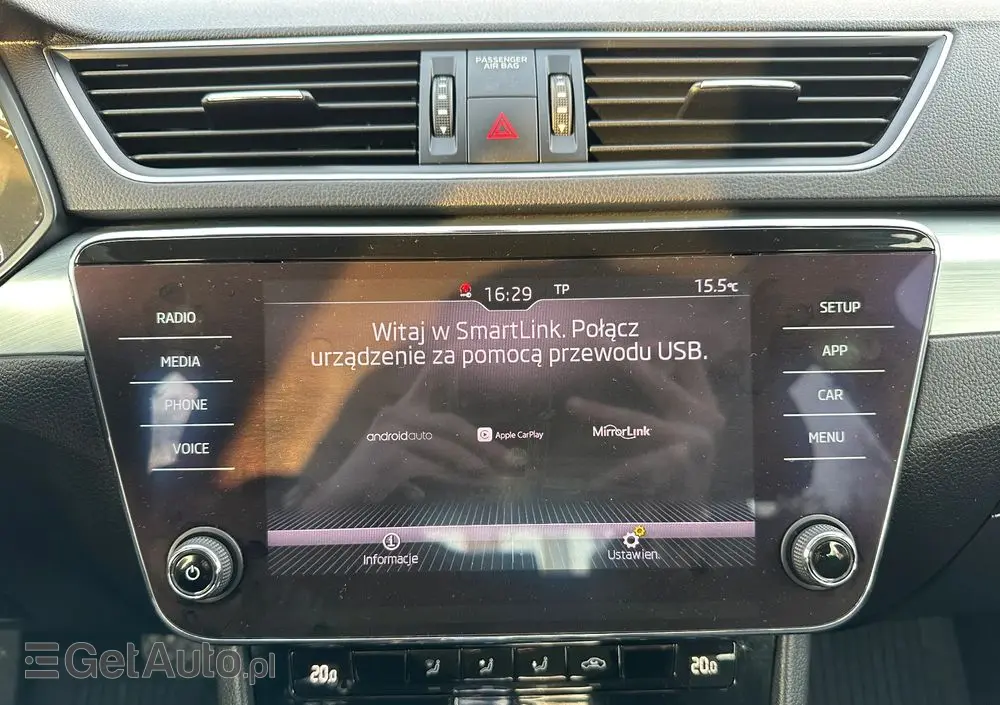 PASSENGER
AIR BAG
16:29 TP 15.5°C
RADIO
MEDIA
PHONE
VOICE
Witaj w SmartLink. Połącz
urządzenie za pomocą przewodu USB.
androidauto Apple CarPlay MirrorLink
Informacje Ustawien.
SETUP
APP
CAR
MENU
20.0 20.0
GetAuto.pl